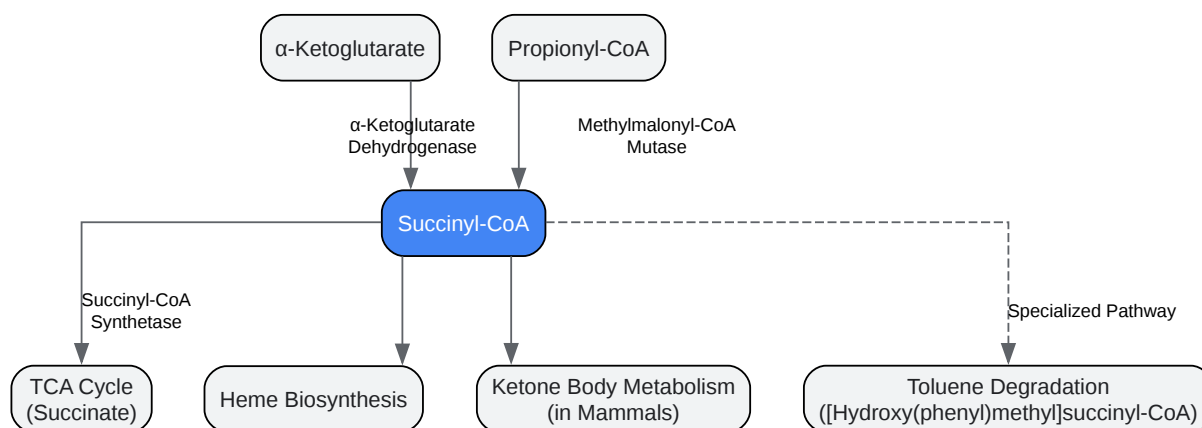 α-Ketoglutarate
Propionyl-CoA
α-Ketoglutarate
Dehydrogenase
Methylmalonyl-CoA
Mutase
Succinyl-CoA
Succinyl-CoA
Synthetase
Specialized Pathway
TCA Cycle
(Succinate)
Heme Biosynthesis
Ketone Body Metabolism
(in Mammals)
Toluene Degradation
([Hydroxy(phenyl)methyl]succinyl-CoA)